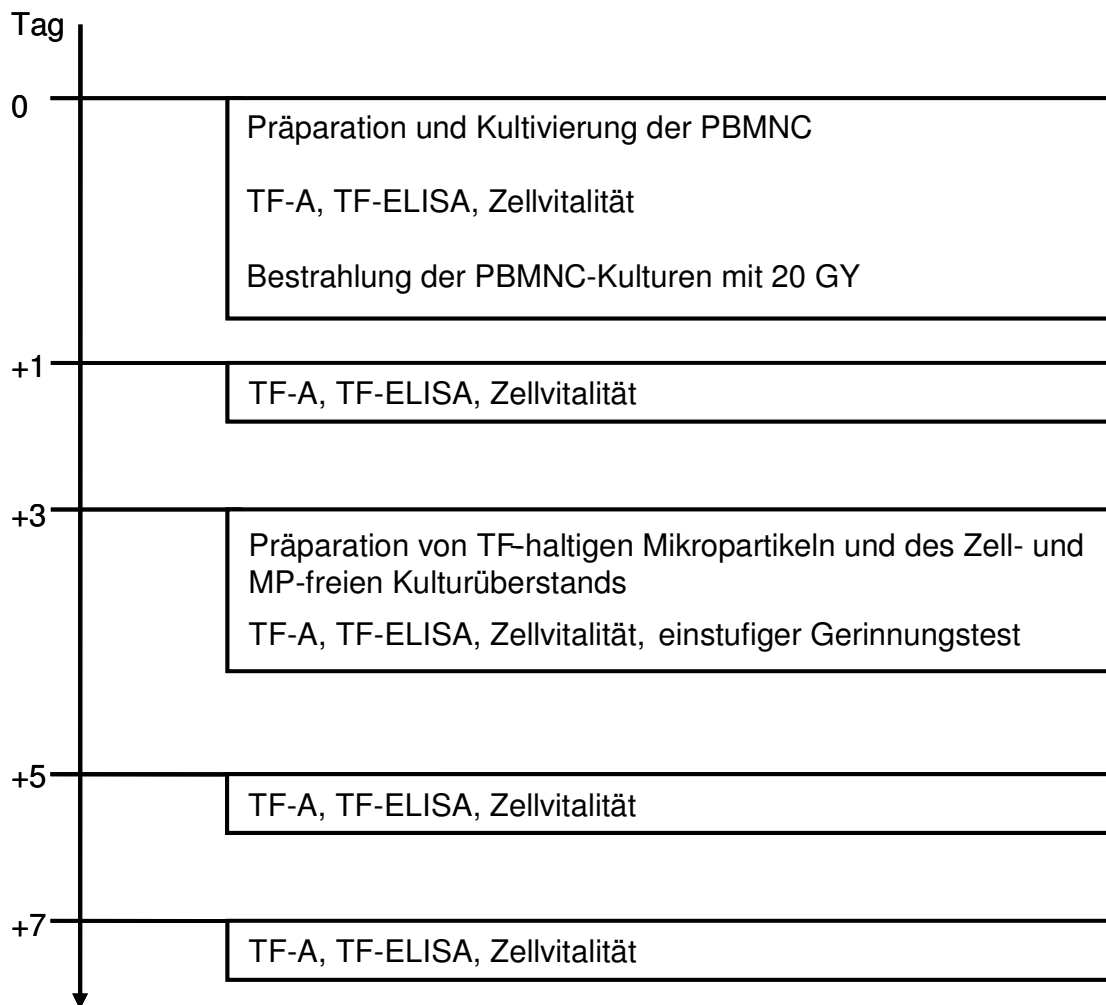 Tag
0
Präparation und Kultivierung der PBMNC
TF-A, TF-ELISA, Zellvitalität
Bestrahlung der PBMNC-Kulturen mit 20 GY
+1
TF-A, TF-ELISA, Zellvitalität
+3
Präparation von TF-haltigen Mikropartikeln und des Zell- und
MP-freien Kulturüberstands
TF-A, TF-ELISA, Zellvitalität, einstufiger Gerinnungstest
+5
TF-A, TF-ELISA, Zellvitalität
+7
TF-A, TF-ELISA, Zellvitalität